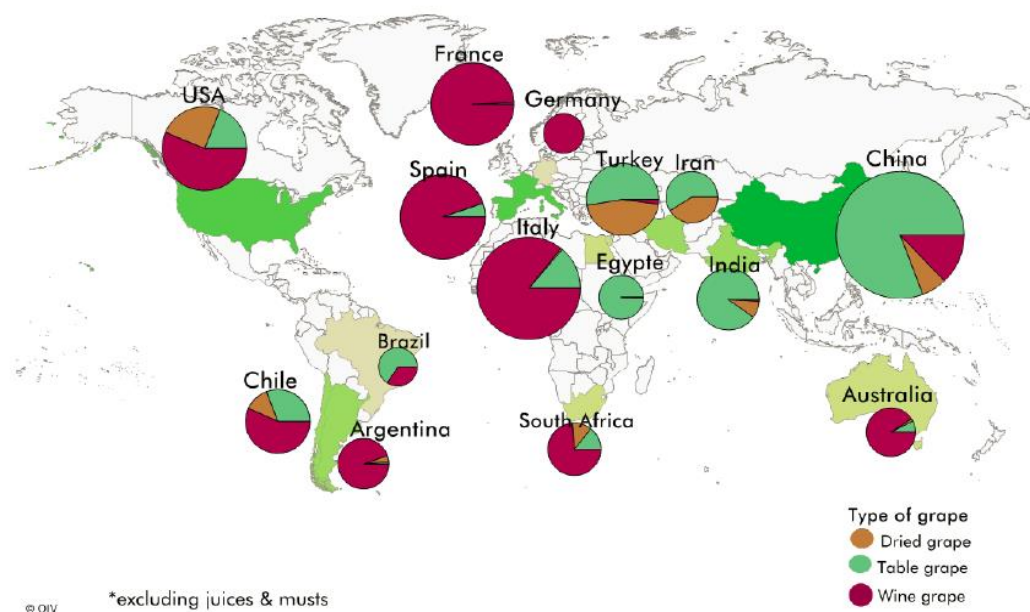 France
USA
Germany
Turkey
Iran
China
Spain
Italy
Egypte
India
Brazil
Chile
Australia
South Africa
Argentina
Type of grape
Dried grape
Table grape
Wine grape
*excluding juices & musts
© OIV